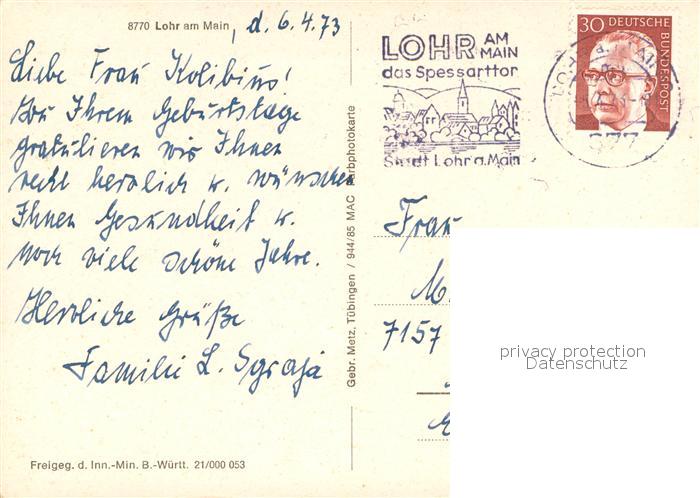 8770 Lohr am Main, d. 6.4.73
Liebe Frau Kolibius!
Zu Ihrem Geburtstage
gratulieren wir Ihnen
recht herzlich u. wünschen
Ihnen Gesundheit u.
noch viele schöne Jahre.
Herzliche Grüße
Familie L.
Freigeg. d. Inn.-Min. B.-Württ. 21/000 053
Gebr. Metz, Tübingen / 944/85 MAC Farbphotokarte
LOHR AM MAIN
das Spessarttor
Stadt Lohr a. Main
30 DEUTSCHE BUNDESPOST
877
Frau
M.
7157
privacy protection
Datenschutz